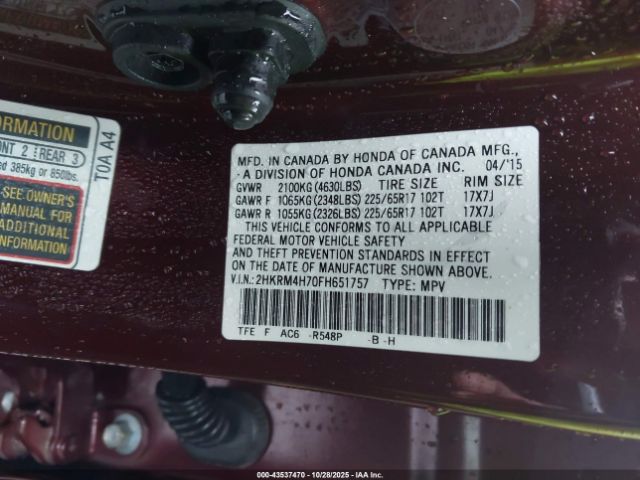 ORMATION
ONT 2 REAR 3
ed 385kg or 850lbs.
SEE OWNER'S
MANUAL FOR
ADDITIONAL
INFORMATION
T0A A4
MFD. IN CANADA BY HONDA OF CANADA MFG.,
- A DIVISION OF HONDA CANADA INC. 04/'15
GVWR 2100KG (4630LBS) TIRE SIZE RIM SIZE
GAWR F 1065KG (2348LBS) 225/65R17 102T 17X7J
GAWR R 1055KG (2326LBS) 225/65R17 102T 17X7J
THIS VEHICLE CONFORMS TO ALL APPLICABLE
FEDERAL MOTOR VEHICLE SAFETY
AND THEFT PREVENTION STANDARDS IN EFFECT
ON THE DATE OF MANUFACTURE SHOWN ABOVE.
V.I.N.: 2HKRM4H70FH651757 TYPE: MPV
TFE F AC6 -R548P -B -H
000-43537470 | 10/28/2025 | IAA Inc.